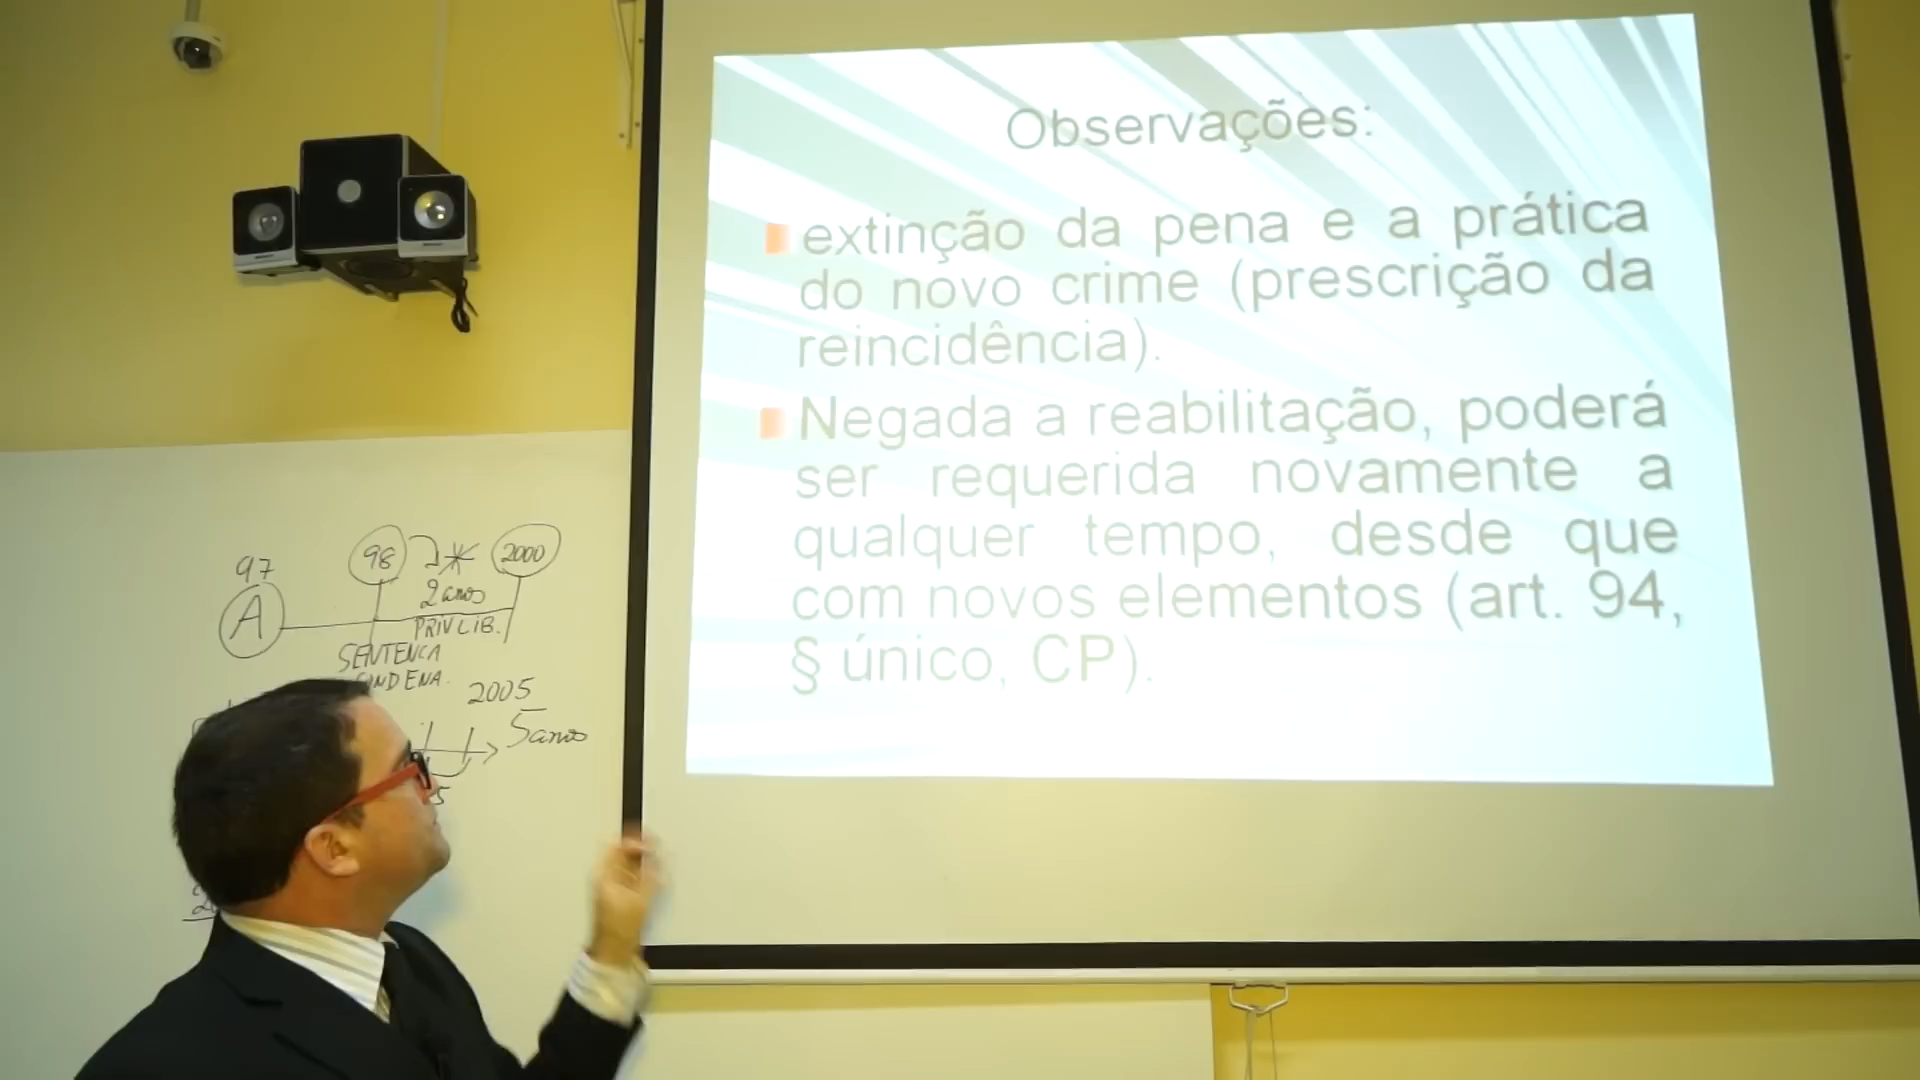 Observações:
extinção da pena e a prática
do novo crime (prescrição da
reincidência).
Negada a reabilitação, poderá
ser requerida novamente a
qualquer tempo, desde que
com novos elementos (art. 94,
§ único, CP).
97
98
2000
A
2 anos
PRIV LIB.
SENTENCA
2005
5 anos